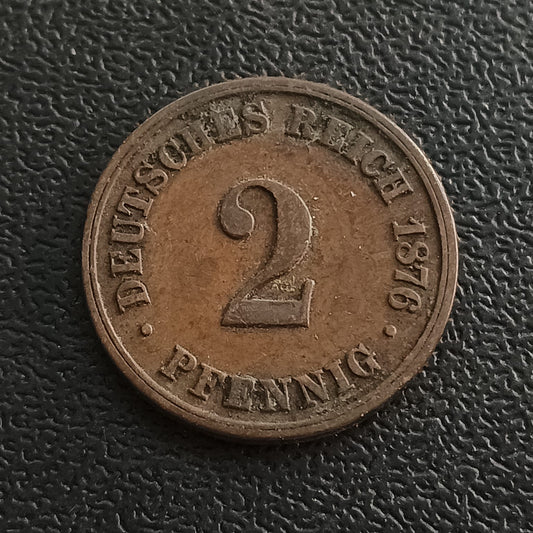 DEUTSCHES REICH 1876
2
· PFENNIG ·